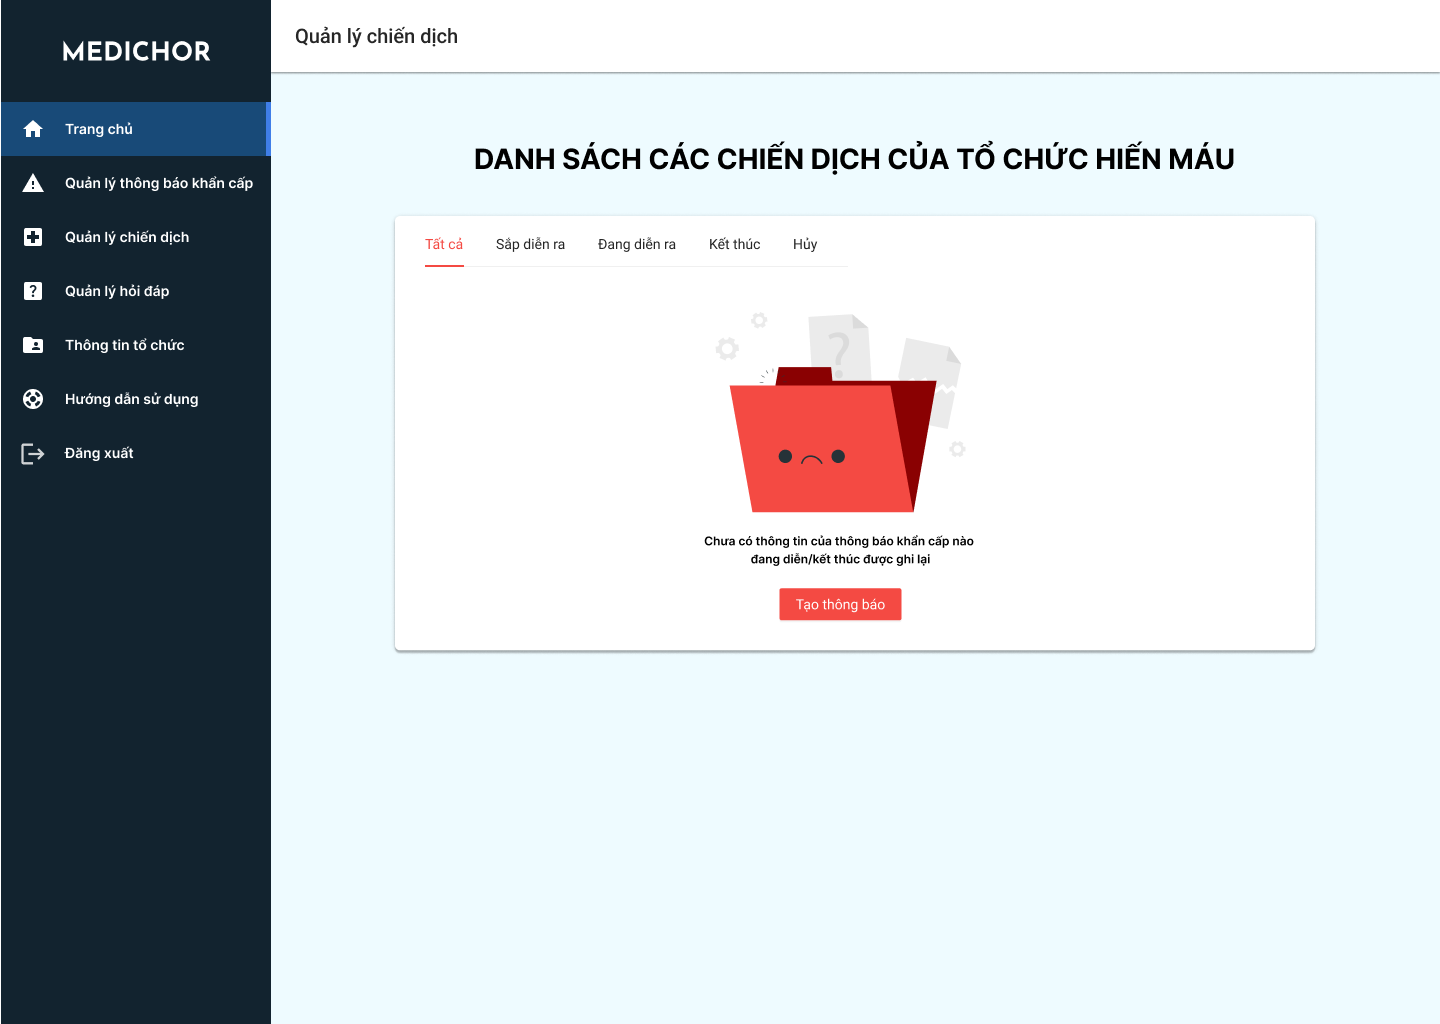 MEDICHOR
Quản lý chiến dịch
Trang chủ
Quản lý thông báo khẩn cấp
Quản lý chiến dịch
Quản lý hỏi đáp
Thông tin tổ chức
Hướng dẫn sử dụng
Đăng xuất
DANH SÁCH CÁC CHIẾN DỊCH CỦA TỔ CHỨC HIẾN MÁU
Tất cả Sắp diễn ra Đang diễn ra Kết thúc Hủy
?
Chưa có thông tin của thông báo khẩn cấp nào
đang diễn/kết thúc được ghi lại
Tạo thông báo